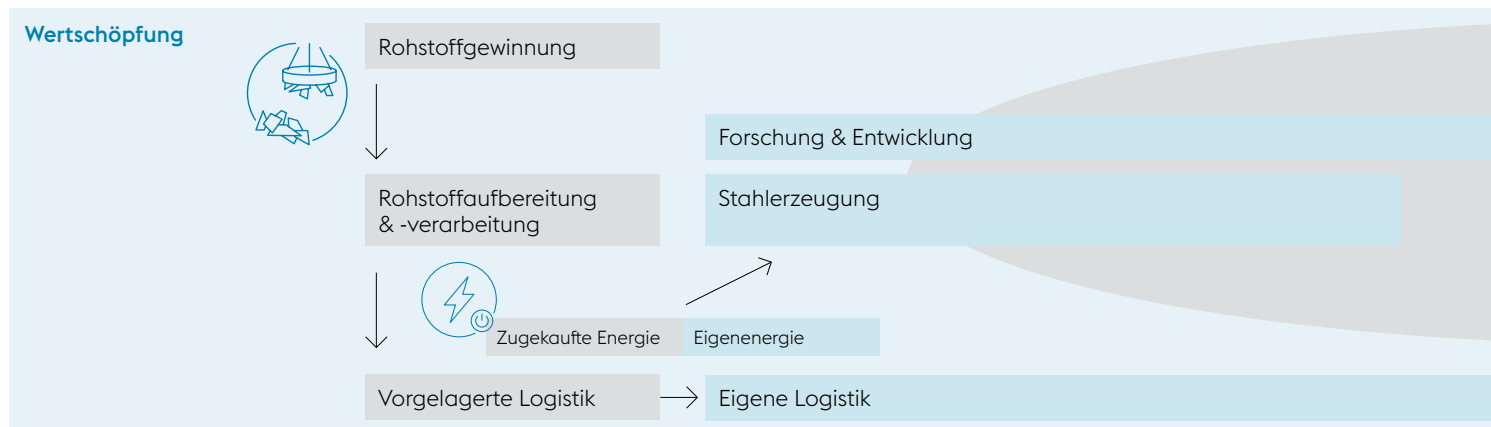 Wertschöpfung
Rohstoffgewinnung
Forschung & Entwicklung
Rohstoffaufbereitung
& -verarbeitung
Stahlerzeugung
Zugekaufte Energie
Eigenenergie
Vorgelagerte Logistik
Eigene Logistik